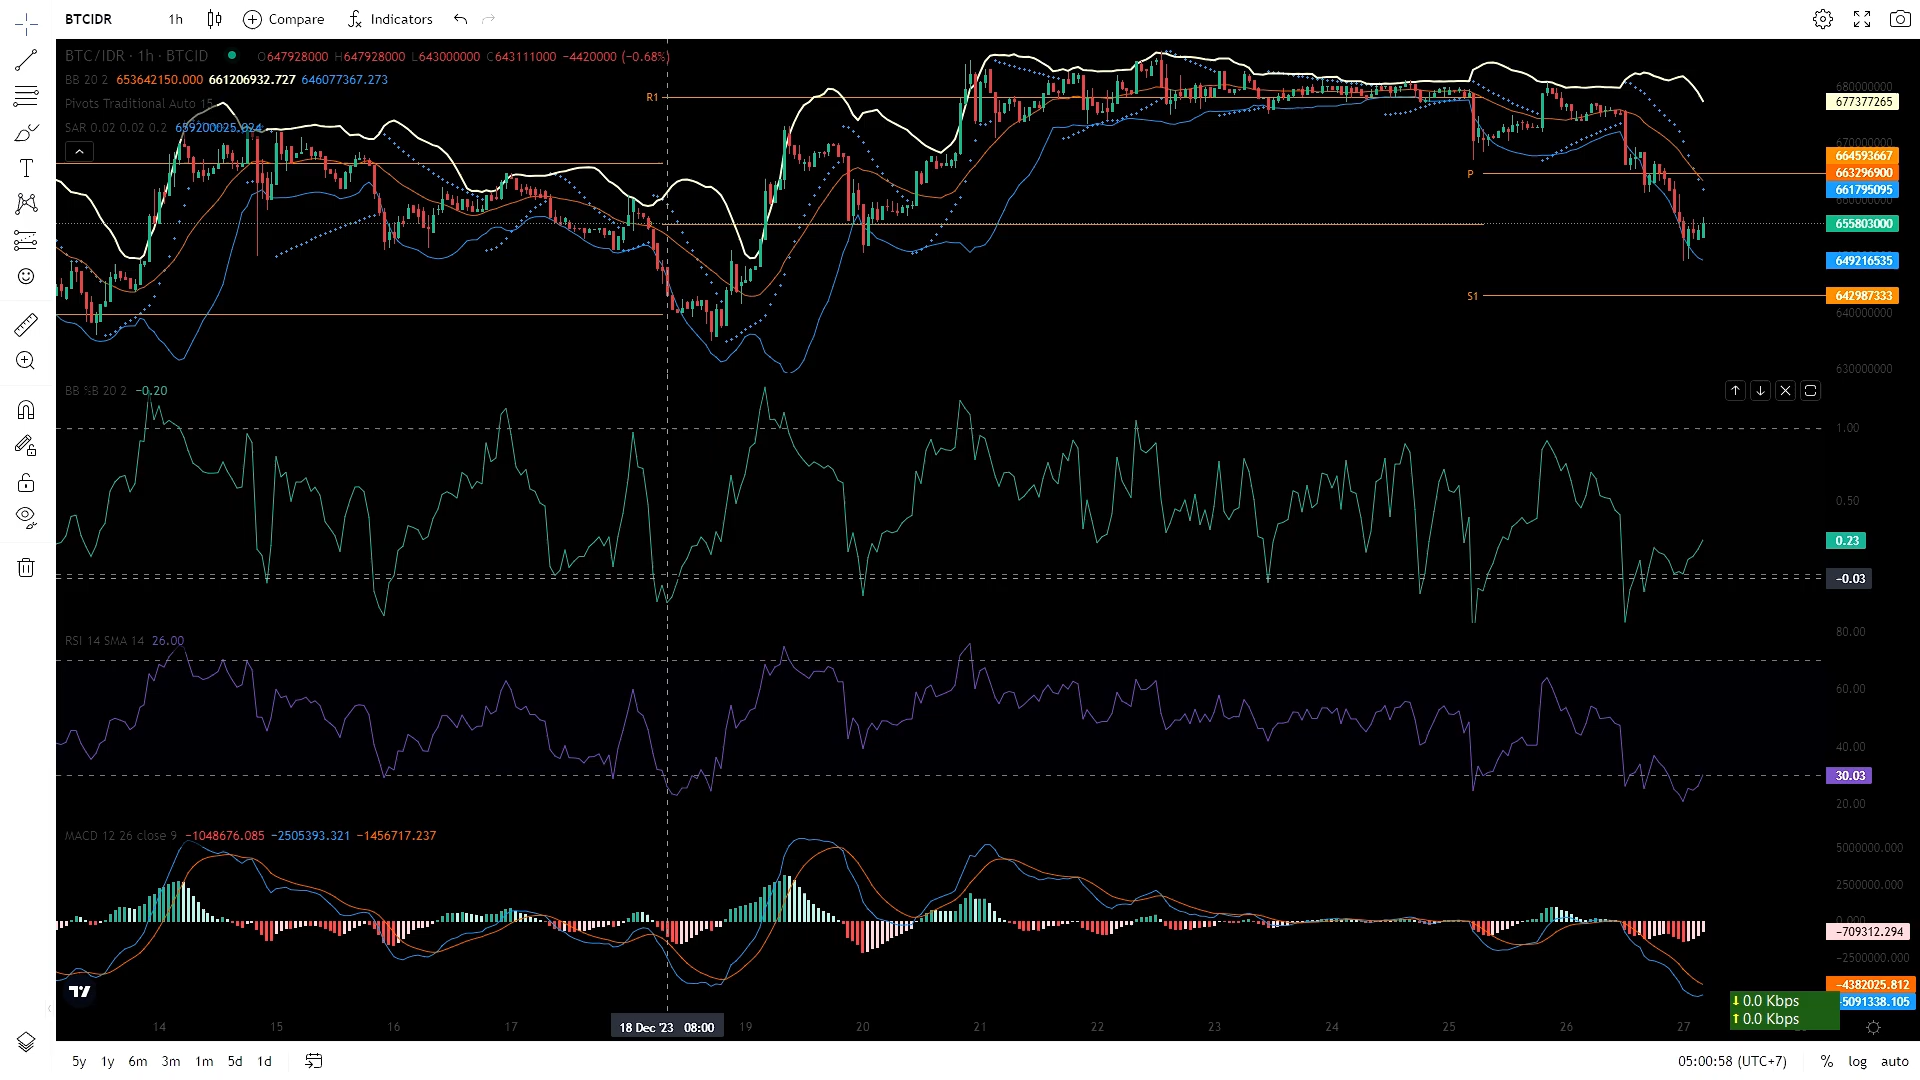 BTCIDR 1h Compare Indicators
BTC/IDR · 1h · BTCID O647928000 H647928000 L643000000 C643111000 −4420000 (−0.68%)
BB 20 2 653642150.000 661206932.727 646077367.273
Pivots Traditional Auto 15
SAR 0.02 0.02 0.2 659200025.024
R1
P
S1
680000000
677377265
670000000
664593667
663296900
661795095
660000000
655803000
649216535
642987333
640000000
630000000
BB %B 20 2 −0.20
1.00
0.50
0.23
−0.03
RSI 14 SMA 14 26.00
80.00
60.00
40.00
30.03
20.00
MACD 12 26 close 9 −1048676.085 −2505393.321 −1456717.237
5000000.000
2500000.000
0.000
−709312.294
−2500000.000
−4382025.812
−5091338.105
0.0 Kbps
0.0 Kbps
14 15 16 17 18 Dec '23 08:00 19 20 21 22 23 24 25 26 27
5y 1y 6m 3m 1m 5d 1d 05:00:58 (UTC+7) % log auto